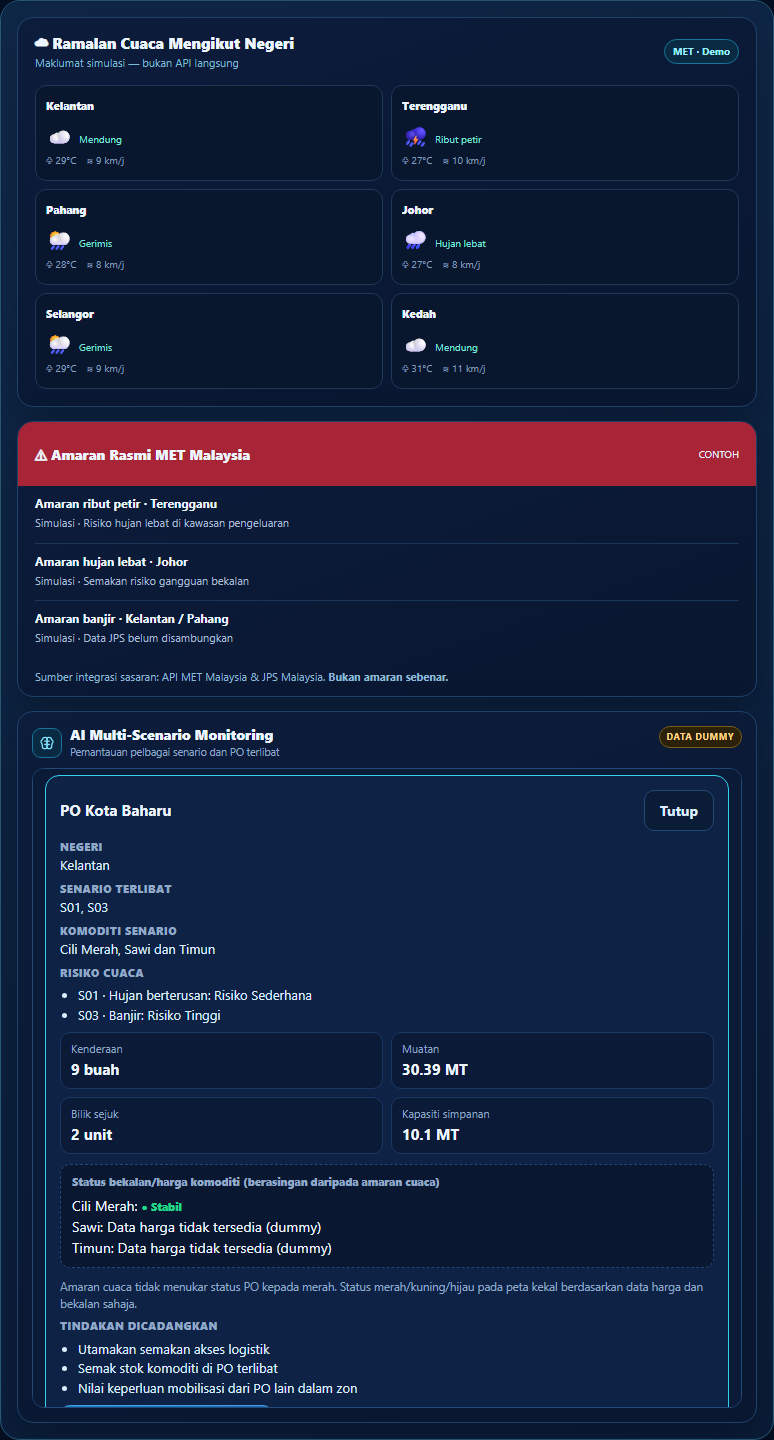 Ramalan Cuaca Mengikut Negeri
Maklumat simulasi — bukan API langsung
MET · Demo
Kelantan
Mendung
29°C ≈ 9 km/j
Terengganu
Ribut petir
27°C ≈ 10 km/j
Pahang
Gerimis
28°C ≈ 8 km/j
Johor
Hujan lebat
27°C ≈ 8 km/j
Selangor
Gerimis
29°C ≈ 9 km/j
Kedah
Mendung
31°C ≈ 11 km/j
⚠ Amaran Rasmi MET Malaysia
CONTOH
Amaran ribut petir · Terengganu
Simulasi · Risiko hujan lebat di kawasan pengeluaran
Amaran hujan lebat · Johor
Simulasi · Semakan risiko gangguan bekalan
Amaran banjir · Kelantan / Pahang
Simulasi · Data JPS belum disambungkan
Sumber integrasi sasaran: API MET Malaysia & JPS Malaysia. Bukan amaran sebenar.
AI Multi-Scenario Monitoring
Pemantauan pelbagai senario dan PO terlibat
DATA DUMMY
PO Kota Baharu
Tutup
NEGERI
Kelantan
SENARIO TERLIBAT
S01, S03
KOMODITI SENARIO
Cili Merah, Sawi dan Timun
RISIKO CUACA
• S01 · Hujan berterusan: Risiko Sederhana
• S03 · Banjir: Risiko Tinggi
Kenderaan
9 buah
Muatan
30.39 MT
Bilik sejuk
2 unit
Kapasiti simpanan
10.1 MT
Status bekalan/harga komoditi (berasingan daripada amaran cuaca)
Cili Merah: ● Stabil
Sawi: Data harga tidak tersedia (dummy)
Timun: Data harga tidak tersedia (dummy)
Amaran cuaca tidak menukar status PO kepada merah. Status merah/kuning/hijau pada peta kekal berdasarkan data harga dan
bekalan sahaja.
TINDAKAN DICADANGKAN
• Utamakan semakan akses logistik
• Semak stok komoditi di PO terlibat
• Nilai keperluan mobilisasi dari PO lain dalam zon